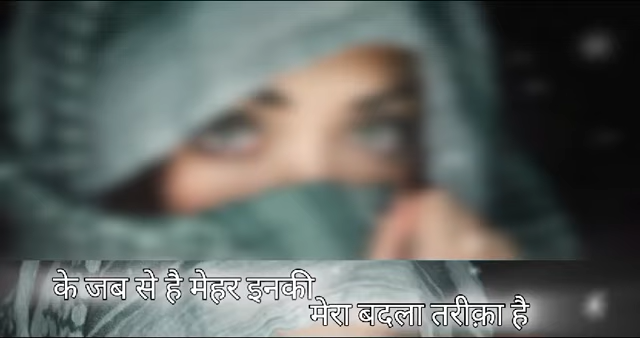 के जब से है मेहर इनकी
मेरा बदला तरीक़ा है